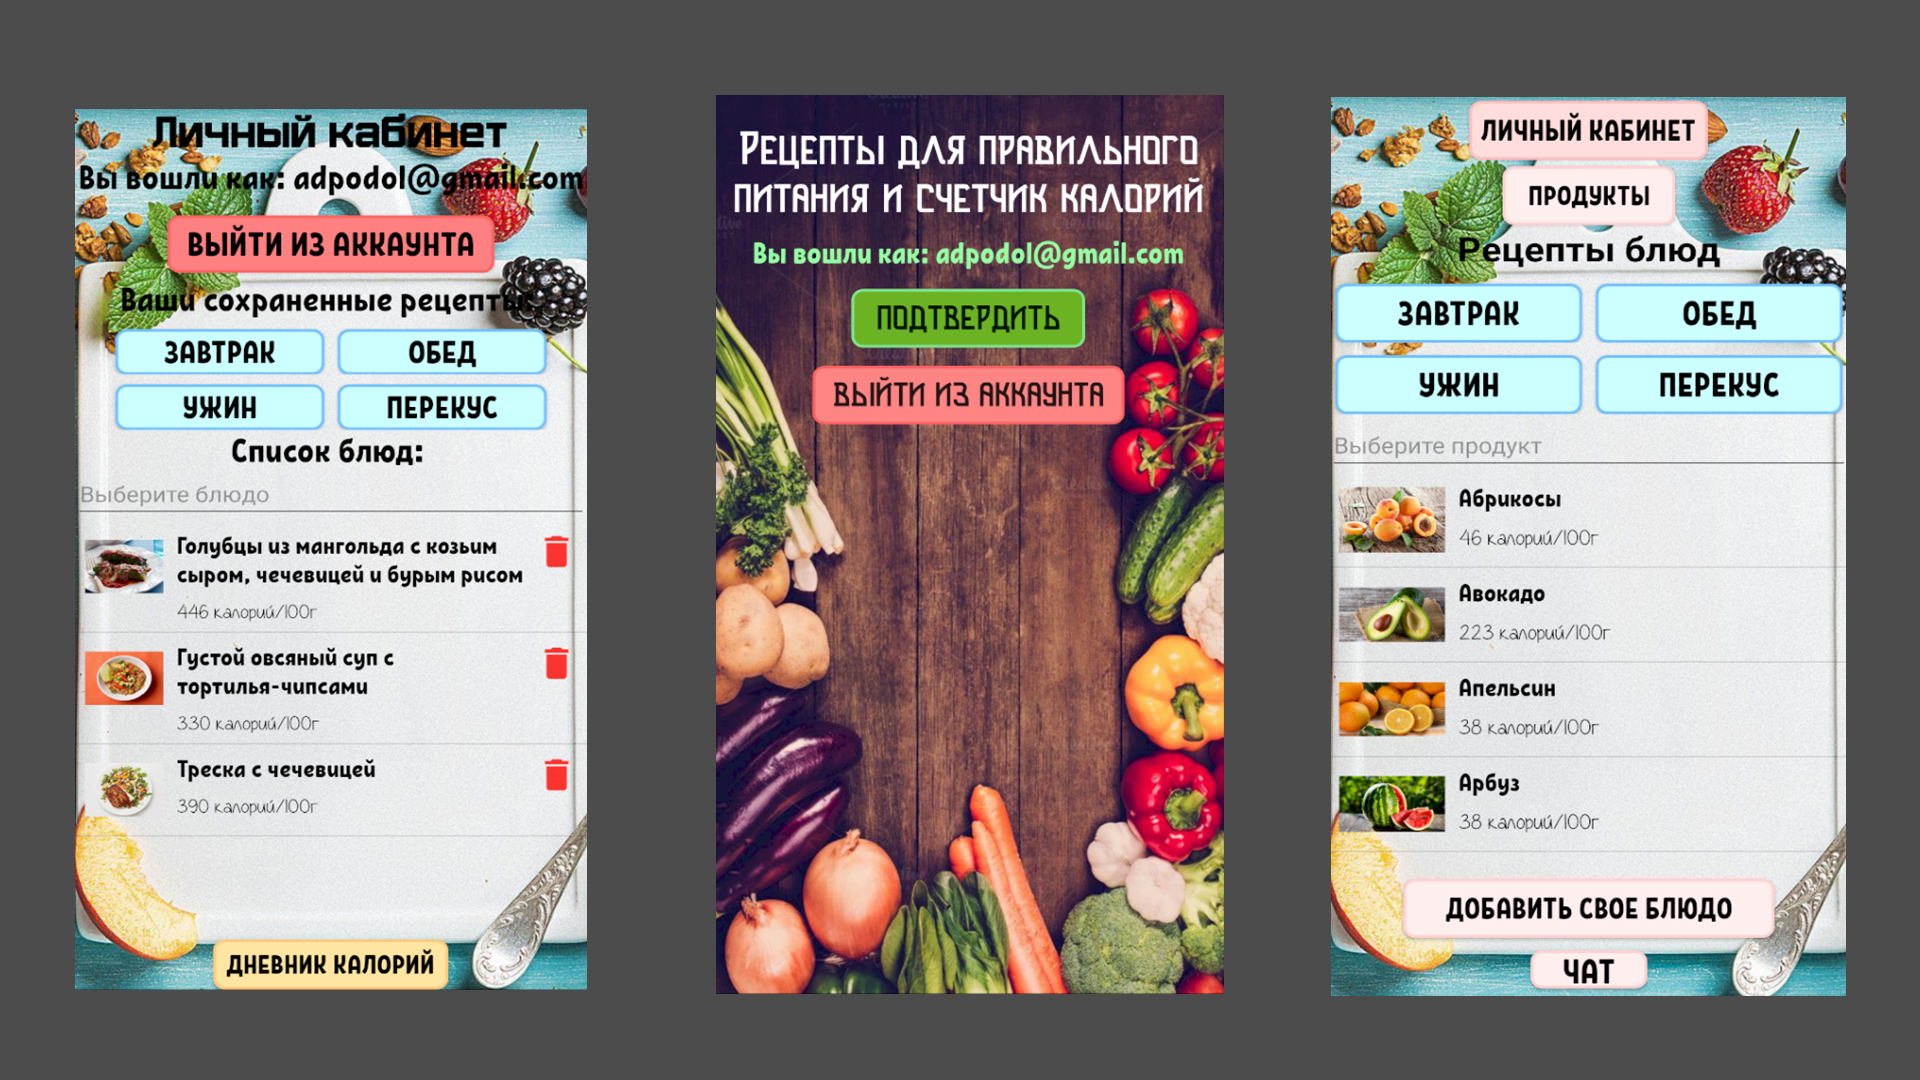 Личный кабинет
Вы вошли как: adpodol@gmail.com
ВЫЙТИ ИЗ АККАУНТА
Ваши сохраненные рецепты:
ЗАВТРАК
ОБЕД
УЖИН
ПЕРЕКУС
Список блюд:
Выберите блюдо
Голубцы из мангольда с козьим
сыром, чечевицей и бурым рисом
446 калорий/100г
Густой овсяный суп с
тортилья-чипсами
330 калорий/100г
Треска с чечевицей
390 калорий/100г
ДНЕВНИК КАЛОРИЙ
Рецепты для правильного
питания и счетчик калорий
Вы вошли как: adpodol@gmail.com
ПОДТВЕРДИТЬ
ВЫЙТИ ИЗ АККАУНТА
ЛИЧНЫЙ КАБИНЕТ
ПРОДУКТЫ
Рецепты блюд
ЗАВТРАК
ОБЕД
УЖИН
ПЕРЕКУС
Выберите продукт
Абрикосы
46 калорий/100г
Авокадо
223 калорий/100г
Апельсин
38 калорий/100г
Арбуз
38 калорий/100г
ДОБАВИТЬ СВОЕ БЛЮДО
ЧАТ